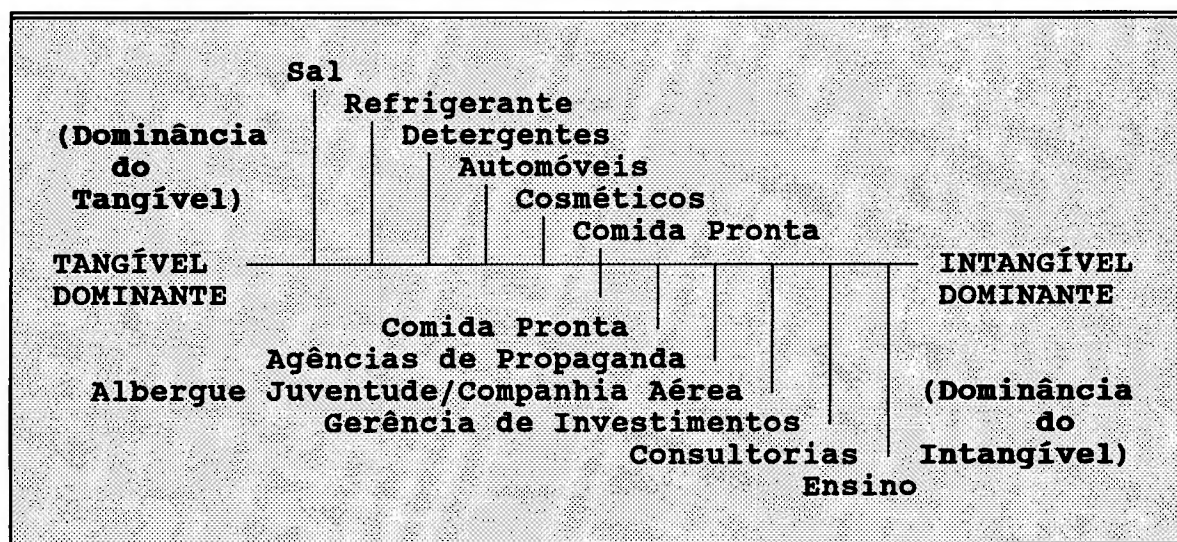 Sal
Refrigerante
(Dominância
Detergentes
do
Automóveis
Tangível)
Cosméticos
Comida Pronta
TANGÍVEL
DOMINANTE
INTANGÍVEL
DOMINANTE
Comida Pronta
Agências de Propaganda
Albergue Juventude/Companhia Aérea
(Dominância
Gerência de Investimentos
do
Consultorias
Intangível)
Ensino